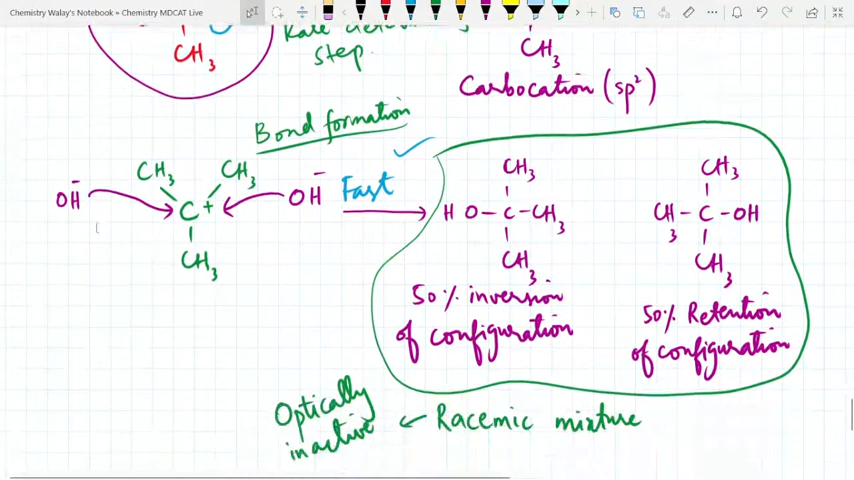 Chemistry Walay's Notebook » Chemistry MDCAT Live
CH3
step.
CH3
Carbocation (sp²)
Bond formation
OH⁻
CH3 CH3
C+
CH3
OH⁻
Fast
CH3
HO-C-CH3
CH3
50% inversion
of configuration
CH3
CH3-C-OH
CH3
50% Retention
of configuration
Optically
inactive ← Racemic mixture